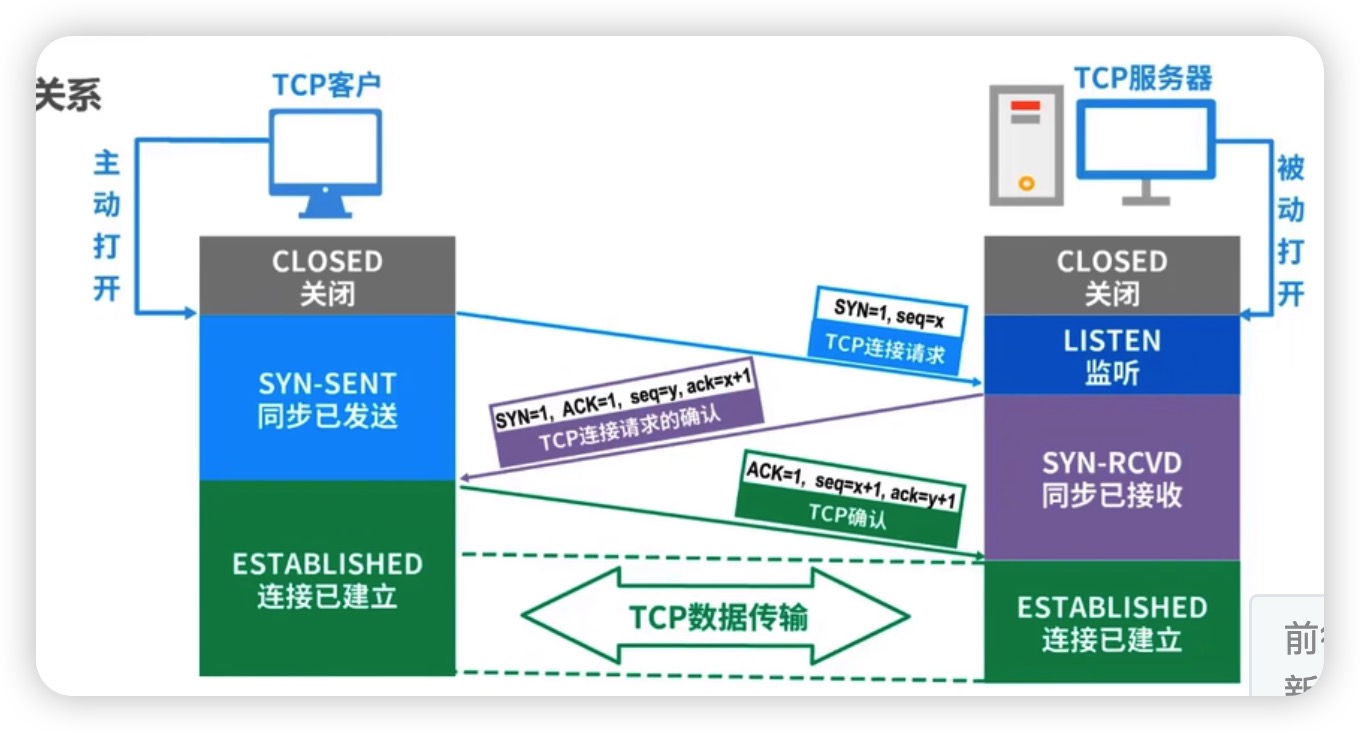 关系
TCP客户
TCP服务器
主动打开
被动打开
CLOSED
关闭
CLOSED
关闭
SYN=1, seq=x
TCP连接请求
LISTEN
监听
SYN-SENT
同步已发送
SYN=1, ACK=1, seq=y, ack=x+1
TCP连接请求的确认
SYN-RCVD
同步已接收
ACK=1, seq=x+1, ack=y+1
TCP确认
ESTABLISHED
连接已建立
TCP数据传输
ESTABLISHED
连接已建立
前